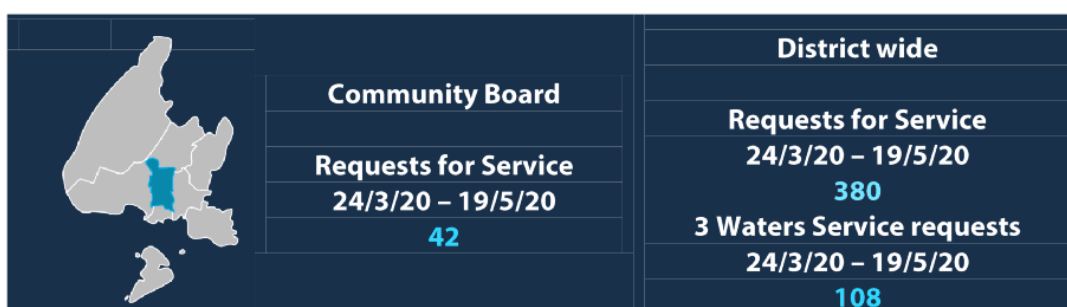 Community Board
Requests for Service
24/3/20 – 19/5/20
42
District wide
Requests for Service
24/3/20 – 19/5/20
380
3 Waters Service requests
24/3/20 – 19/5/20
108